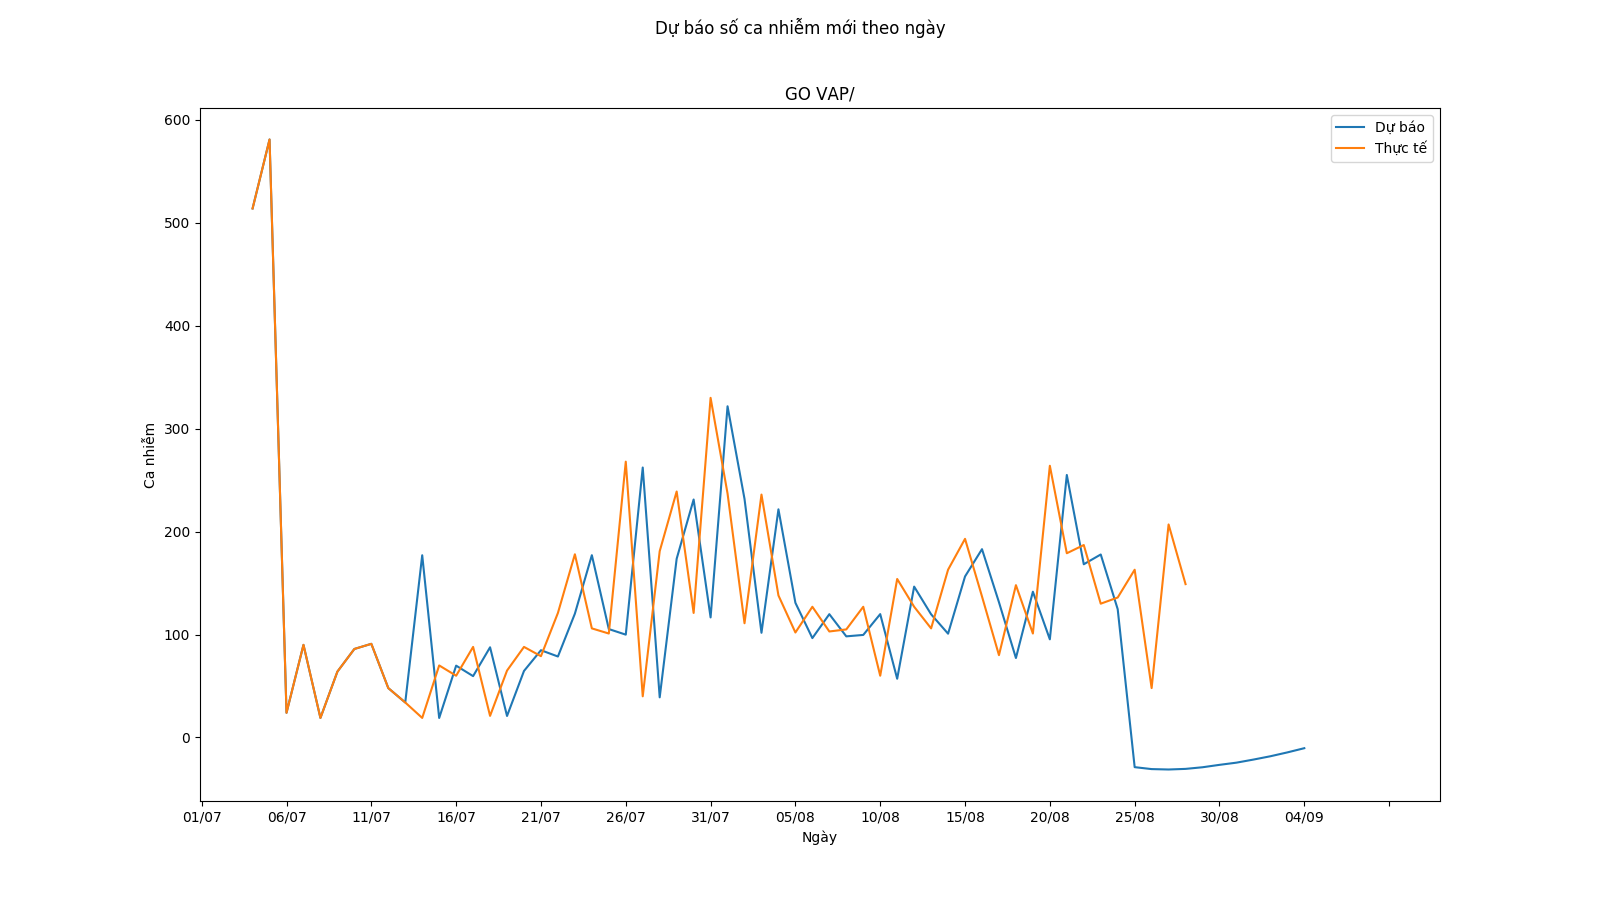 Dự báo số ca nhiễm mới theo ngày
GO VAP/
Dự báo
Thực tế
Ca nhiễm
600
500
400
300
200
100
0
01/07 06/07 11/07 16/07 21/07 26/07 31/07 05/08 10/08 15/08 20/08 25/08 30/08 04/09
Ngày